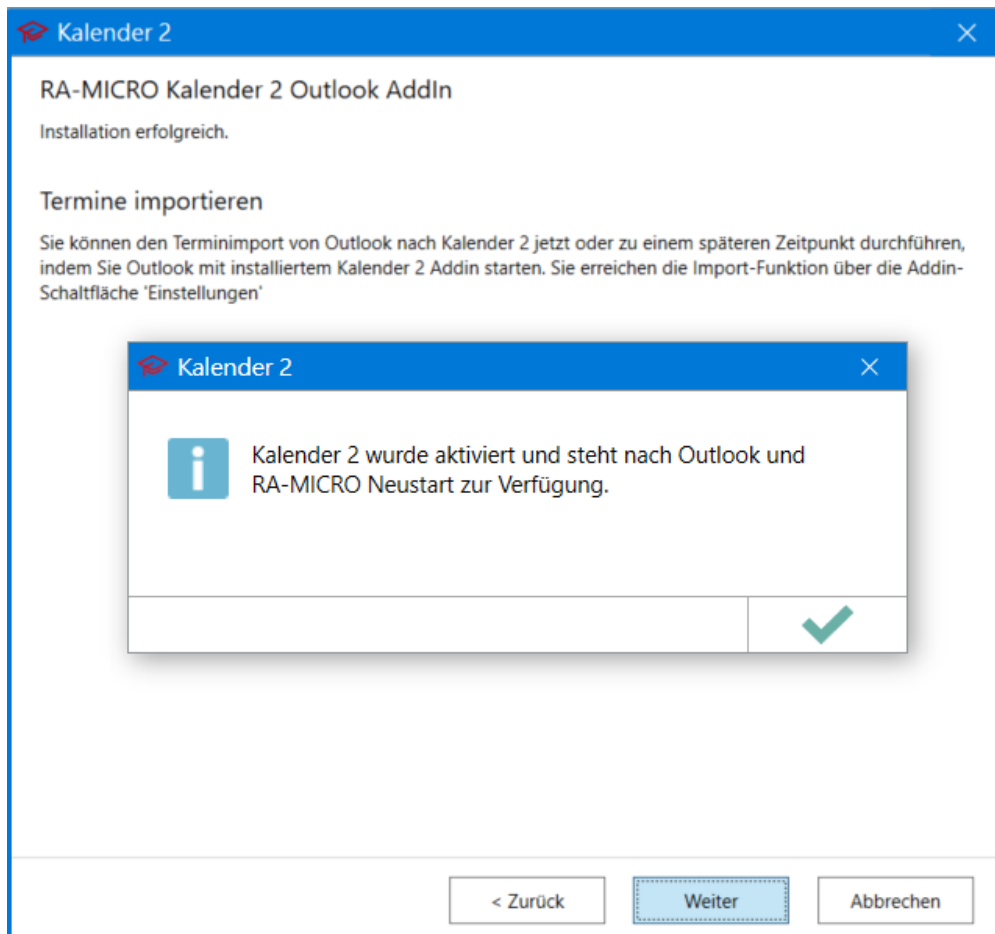 Kalender 2
RA-MICRO Kalender 2 Outlook AddIn
Installation erfolgreich.
Termine importieren
Sie können den Terminimport von Outlook nach Kalender 2 jetzt oder zu einem späteren Zeitpunkt durchführen,
indem Sie Outlook mit installiertem Kalender 2 Addin starten. Sie erreichen die Import-Funktion über die Addin-
Schaltfläche 'Einstellungen'
Kalender 2
Kalender 2 wurde aktiviert und steht nach Outlook und
RA-MICRO Neustart zur Verfügung.
< Zurück
Weiter
Abbrechen